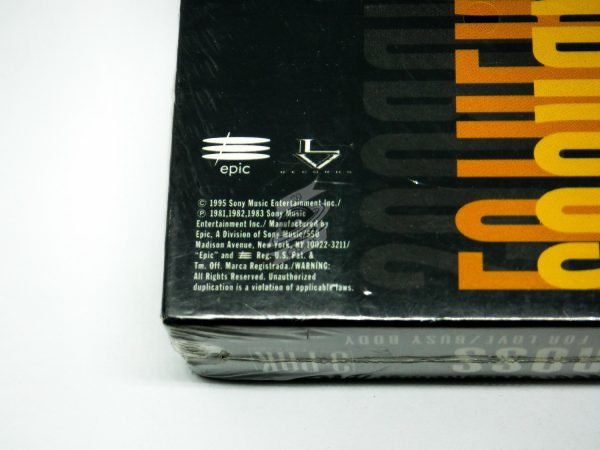 epic
LV
RECORDS
© 1995 Sony Music Entertainment Inc./
℗ 1981,1982,1983 Sony Music
Entertainment Inc./ Manufactured by
Epic, A Division of Sony Music/550
Madison Avenue, New York, NY 10022-3211/
"Epic" and Reg. U.S. Pat. &
Tm. Off. Marca Registrada./WARNING:
All Rights Reserved. Unauthorized
duplication is a violation of applicable laws.
FOR LOVE/BUSY BODY
3 PAK